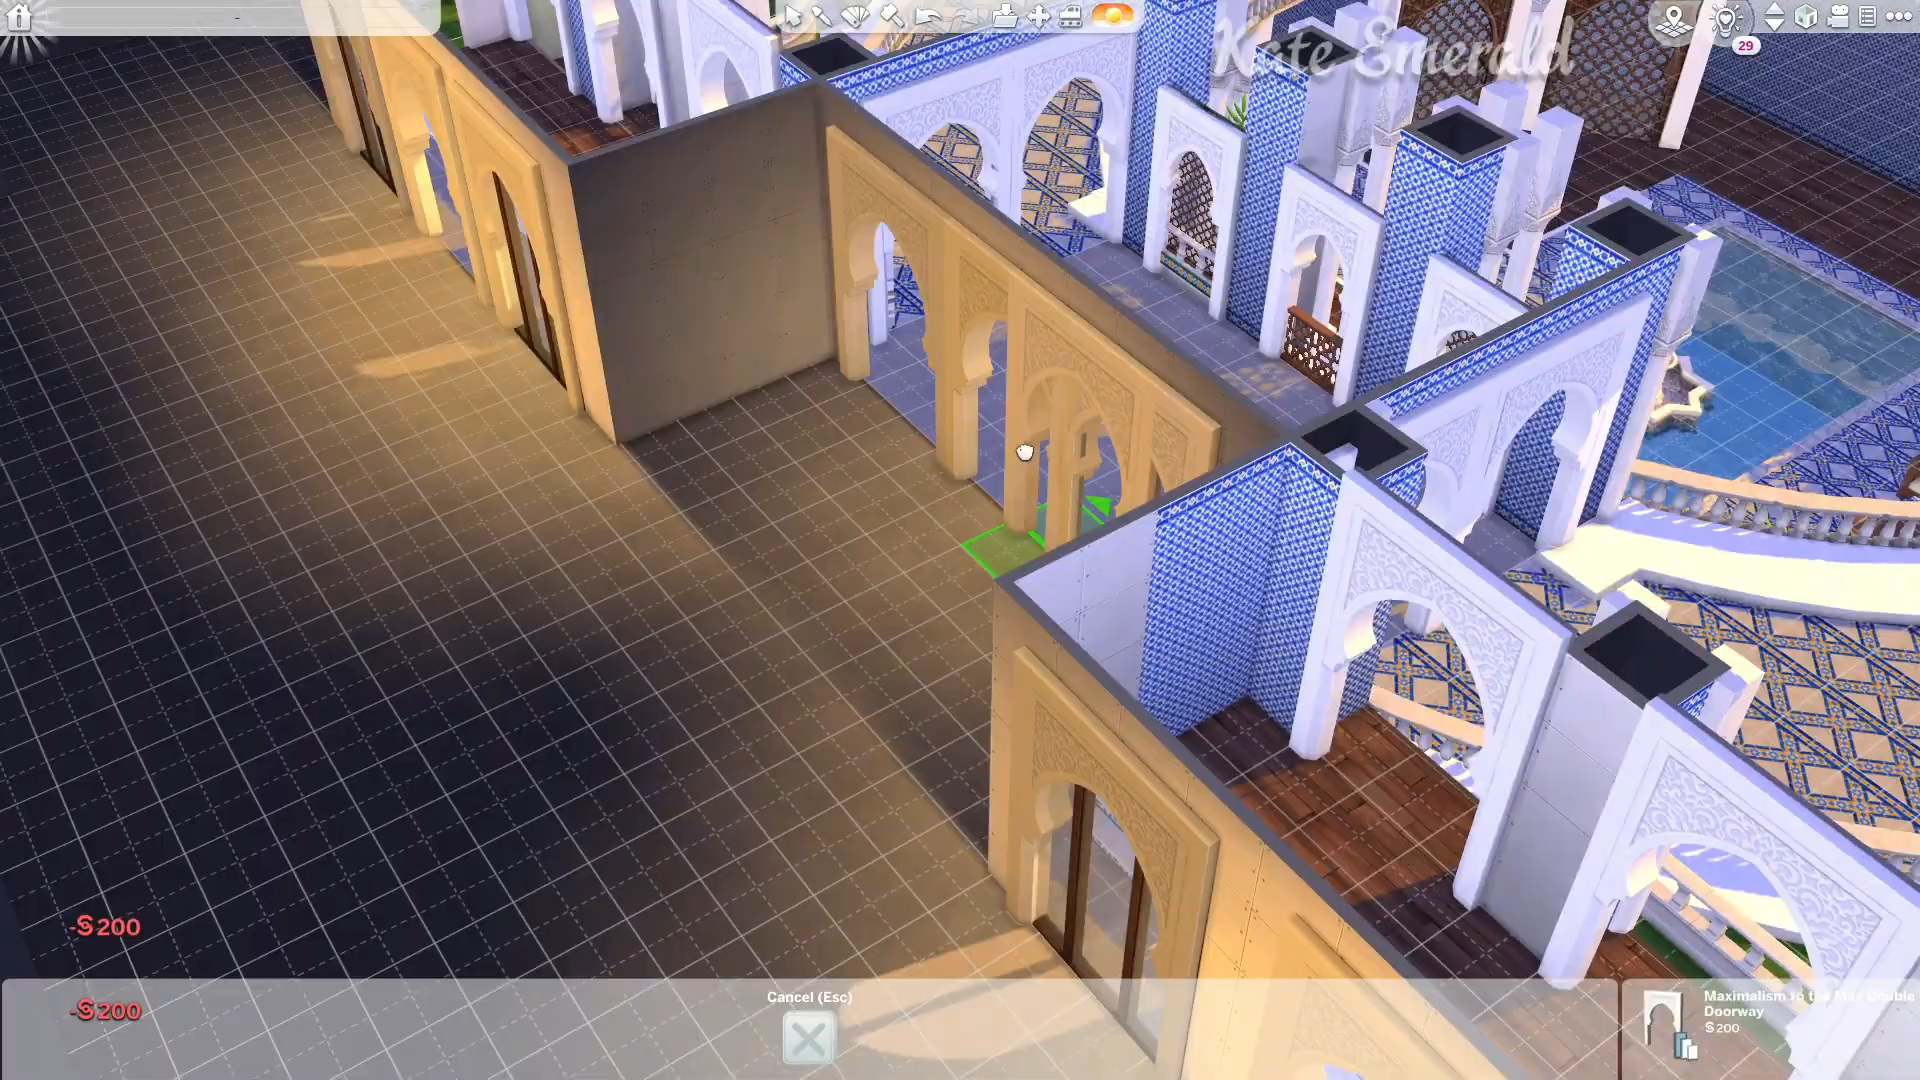 Kate Emerald
29
-§200
-§200
Cancel (Esc)
Maximalism to the Max Double
Doorway
§200